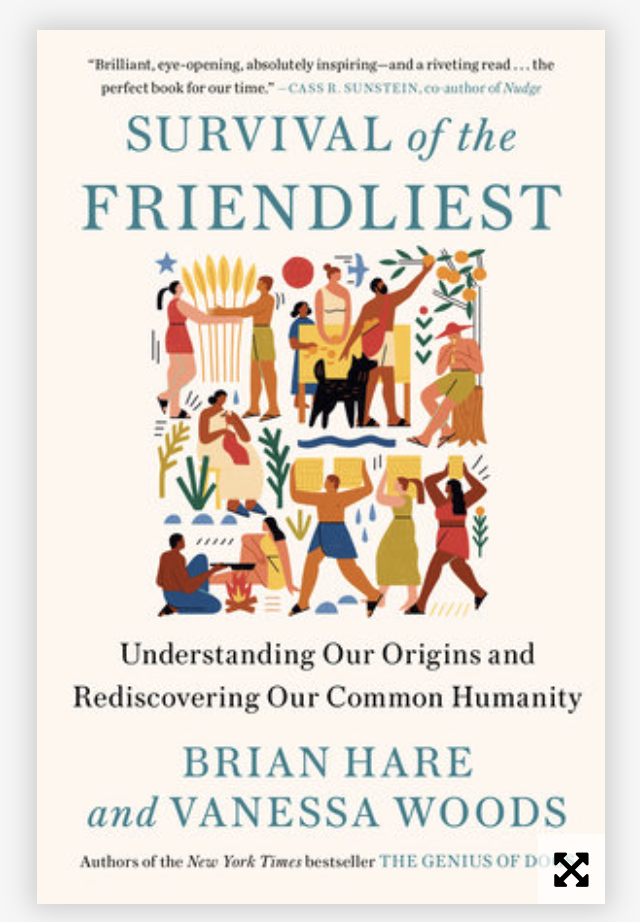 “Brilliant, eye-opening, absolutely inspiring—and a riveting read . . . the
perfect book for our time.” —CASS R. SUNSTEIN, co-author of Nudge
SURVIVAL of the
FRIENDLIEST
Understanding Our Origins and
Rediscovering Our Common Humanity
BRIAN HARE
and VANESSA WOODS
Authors of the New York Times bestseller THE GENIUS OF